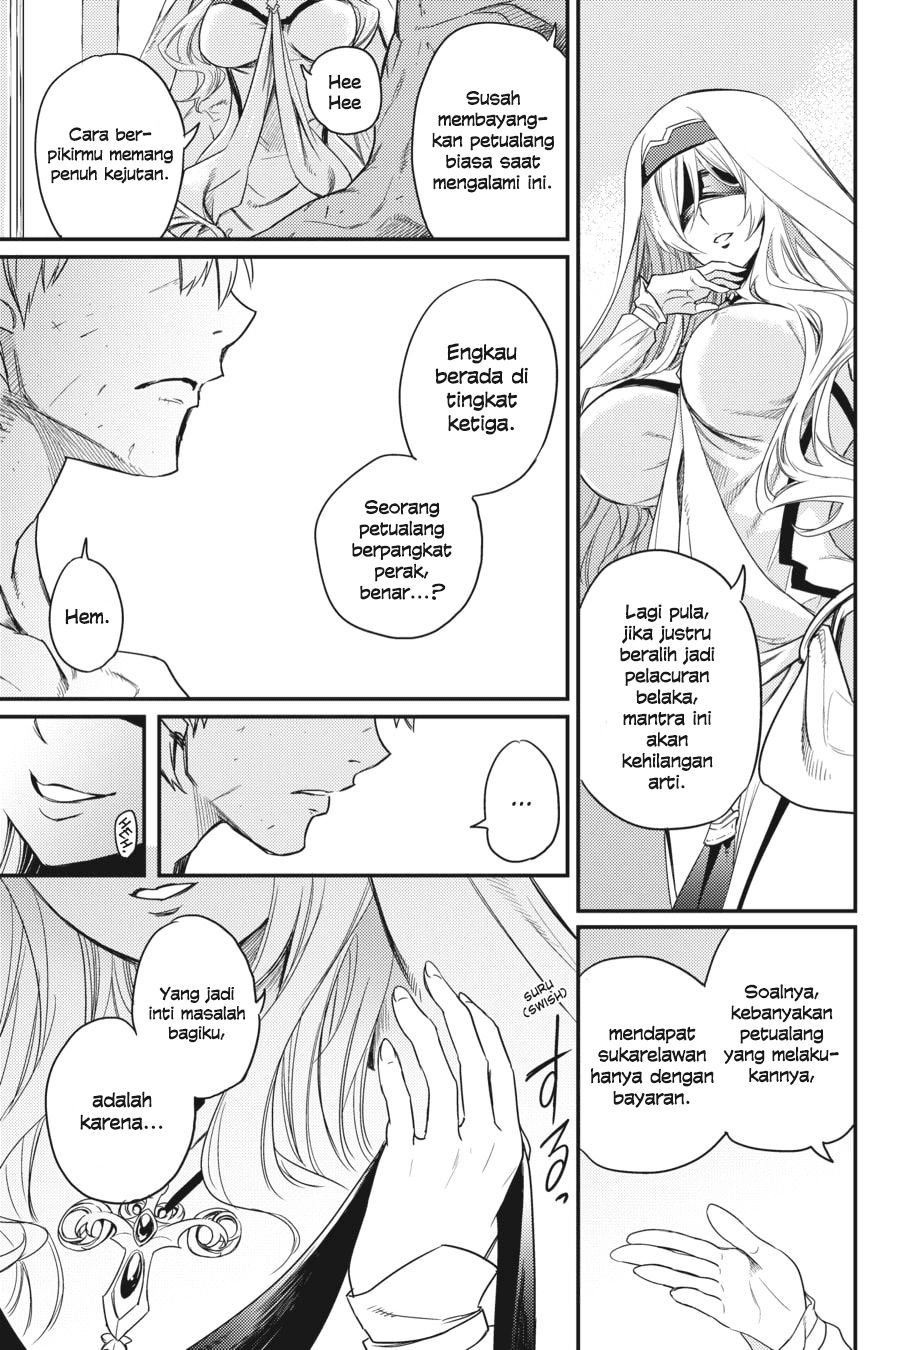 Lagi pula,
jika justru
beralih jadi
pelacuran
belaka,
mantra ini
akan
kehilangan
arti.
Soalnya,
kebanyakan
petualang
yang melaku-
kannya,
mendapat
sukarelawan
hanya dengan
bayaran.
Susah
membayang-
kan petualang
biasa saat
mengalami ini.
Hee
Hee
Cara ber-
pikirmu memang
penuh kejutan.
Engkau
berada di
tingkat
ketiga.
Seorang
petualang
berpangkat
perak,
benar...?
Hem.
...
HEH.
SURU
(SWISH)
する。
Yang jadi
inti masalah
bagiku,
adalah
karena...